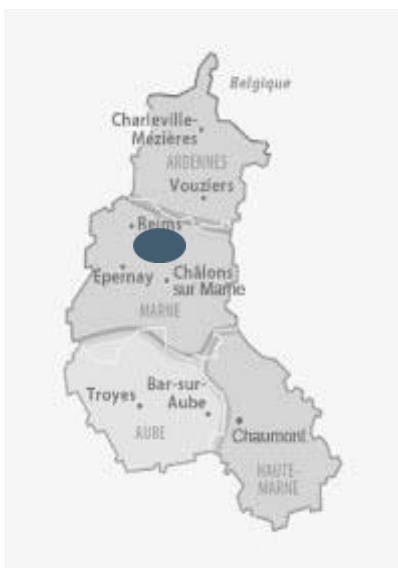 Belgique
Charleville-
Mézières
ARDENNES
Vouziers
Reims
Epernay
Châlons
sur Marne
MARNE
Troyes
Bar-sur-
Aube
AUBE
Chaumont
HAUTE-
MARNE